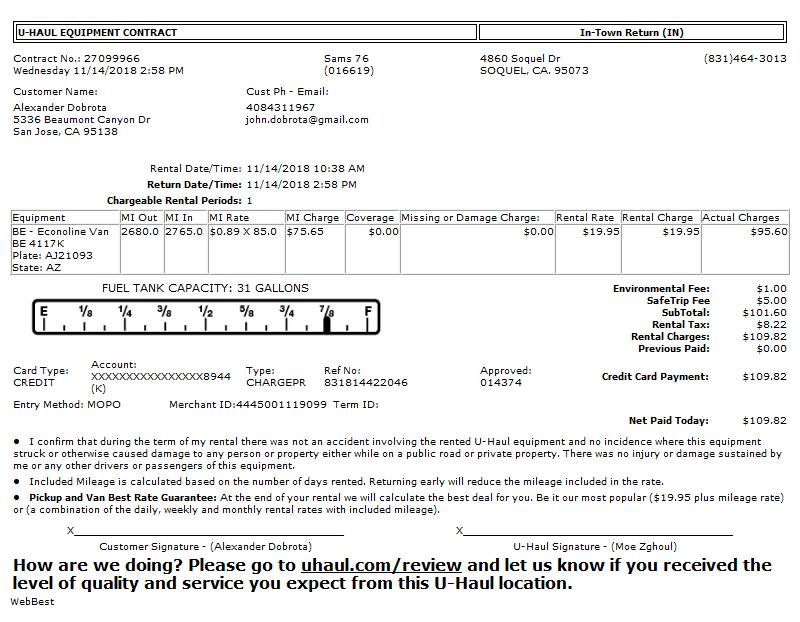 U-HAUL EQUIPMENT CONTRACT In-Town Return (IN)
Contract No.: 27099966 Sams 76 4860 Soquel Dr (831)464-3013
Wednesday 11/14/2018 2:58 PM (016619) SOQUEL, CA. 95073
Customer Name: Cust Ph - Email:
Alexander Dobrota 4084311967
5336 Beaumont Canyon Dr john.dobrota@gmail.com
San Jose, CA 95138
Rental Date/Time: 11/14/2018 10:38 AM
Return Date/Time: 11/14/2018 2:58 PM
Chargeable Rental Periods: 1
Equipment MI Out MI In MI Rate MI Charge Coverage Missing or Damage Charge: Rental Rate Rental Charge Actual Charges
BE - Econoline Van 2680.0 2765.0 $0.89 X 85.0 $75.65 $0.00 $0.00 $19.95 $19.95 $95.60
BE 4117K
Plate: AJ21093
State: AZ
FUEL TANK CAPACITY: 31 GALLONS
E 1/8 1/4 3/8 1/2 5/8 3/4 7/8 F
Environmental Fee: $1.00
SafeTrip Fee $5.00
SubTotal: $101.60
Rental Tax: $8.22
Rental Charges: $109.82
Previous Paid: $0.00
Card Type: Account: Type: Ref No: Approved:
CREDIT XXXXXXXXXXXXXXXX8944 CHARGEPR 831814422046 014374
(K)
Credit Card Payment: $109.82
Entry Method: MOPO Merchant ID:4445001119099 Term ID:
Net Paid Today: $109.82
● I confirm that during the term of my rental there was not an accident involving the rented U-Haul equipment and no incidence where this equipment
struck or otherwise caused damage to any person or property either while on a public road or private property. There was no injury or damage sustained by
me or any other drivers or passengers of this equipment.
● Included Mileage is calculated based on the number of days rented. Returning early will reduce the mileage included in the rate.
● Pickup and Van Best Rate Guarantee: At the end of your rental we will calculate the best deal for you. Be it our most popular ($19.95 plus mileage rate)
or (a combination of the daily, weekly and monthly rental rates with included mileage).
X X
Customer Signature - (Alexander Dobrota) U-Haul Signature - (Moe Zghoul)
How are we doing? Please go to uhaul.com/review and let us know if you received the
level of quality and service you expect from this U-Haul location.
WebBest